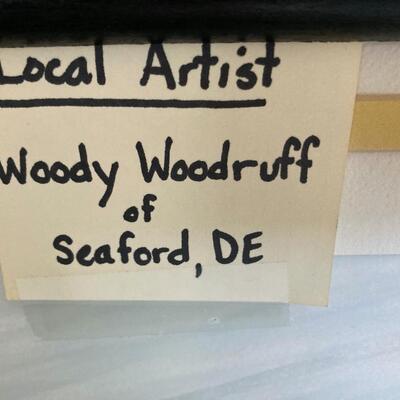 Local Artist
Woody Woodruff
of
Seaford, DE